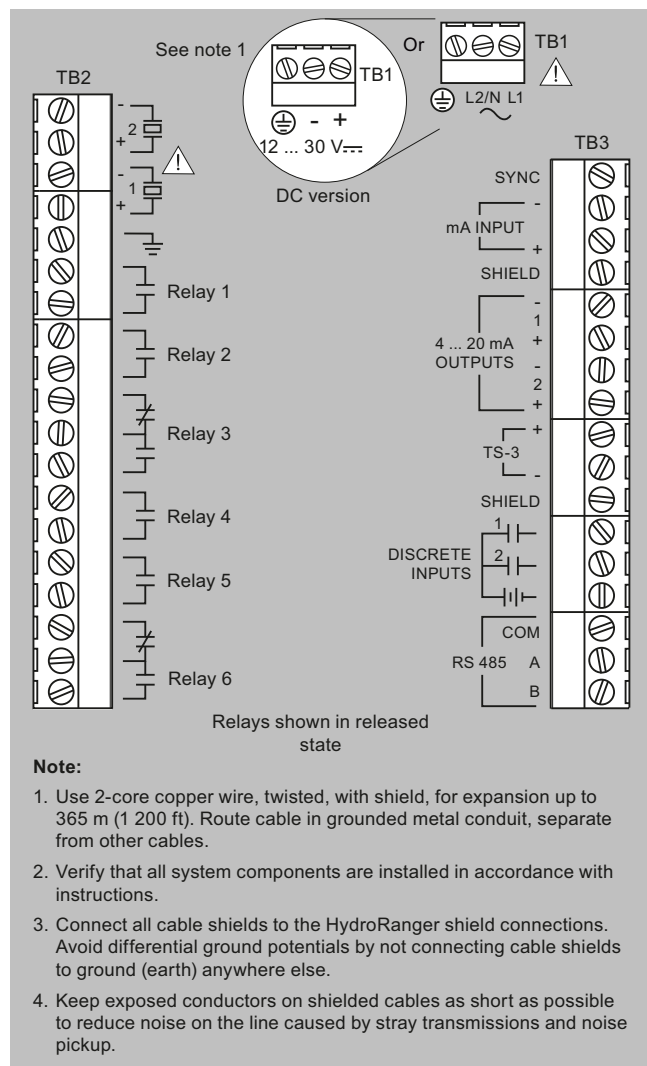 See note 1
Or
TB1
TB1
- +
12 ... 30 V
DC version
L2/N L1
TB2
-
2
+
-
1
+
Relay 1
Relay 2
Relay 3
Relay 4
Relay 5
Relay 6
TB3
SYNC
-
mA INPUT
+
SHIELD
-
1
4 ... 20 mA +
OUTPUTS -
2
+
+
TS-3
-
SHIELD
1
DISCRETE 2
INPUTS
COM
RS 485 A
B
Relays shown in released
state
Note:
1. Use 2-core copper wire, twisted, with shield, for expansion up to
365 m (1 200 ft). Route cable in grounded metal conduit, separate
from other cables.
2. Verify that all system components are installed in accordance with
instructions.
3. Connect all cable shields to the HydroRanger shield connections.
Avoid differential ground potentials by not connecting cable shields
to ground (earth) anywhere else.
4. Keep exposed conductors on shielded cables as short as possible
to reduce noise on the line caused by stray transmissions and noise
pickup.